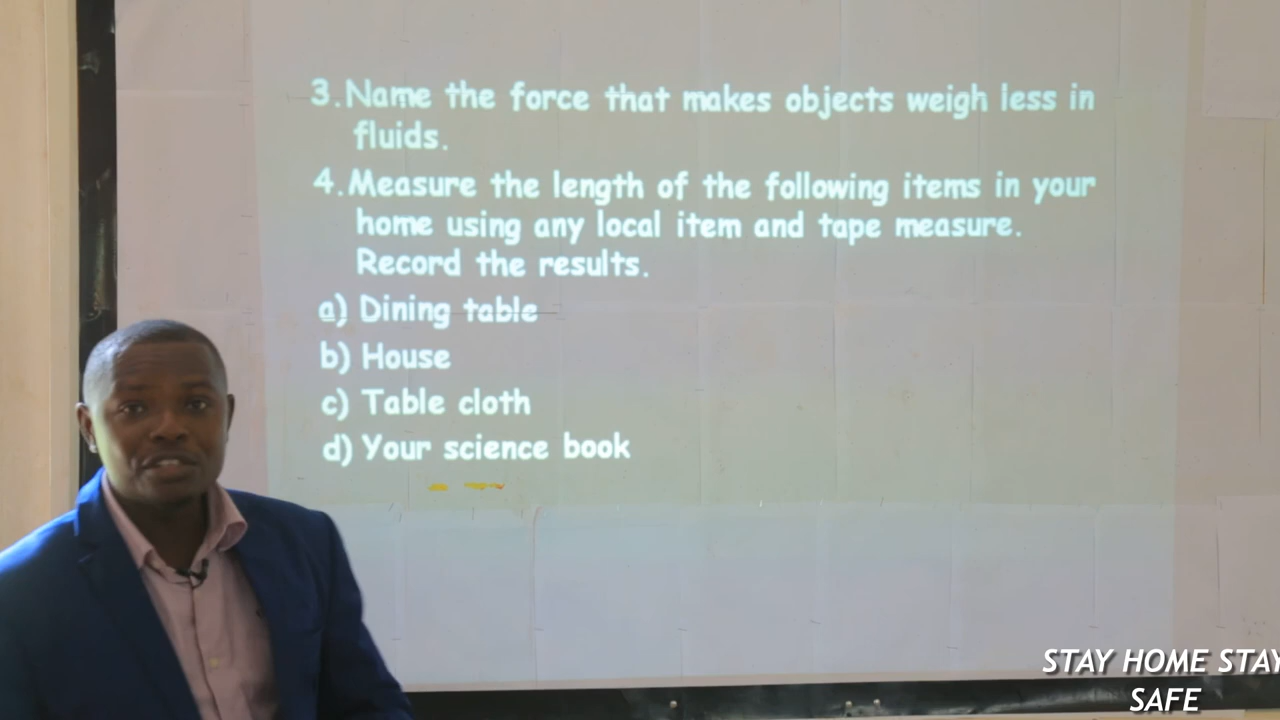 3. Name the force that makes objects weigh less in
fluids.
4. Measure the length of the following items in your
home using any local item and tape measure.
Record the results.
a) Dining table
b) House
c) Table cloth
d) Your science book
STAY HOME STAY
SAFE